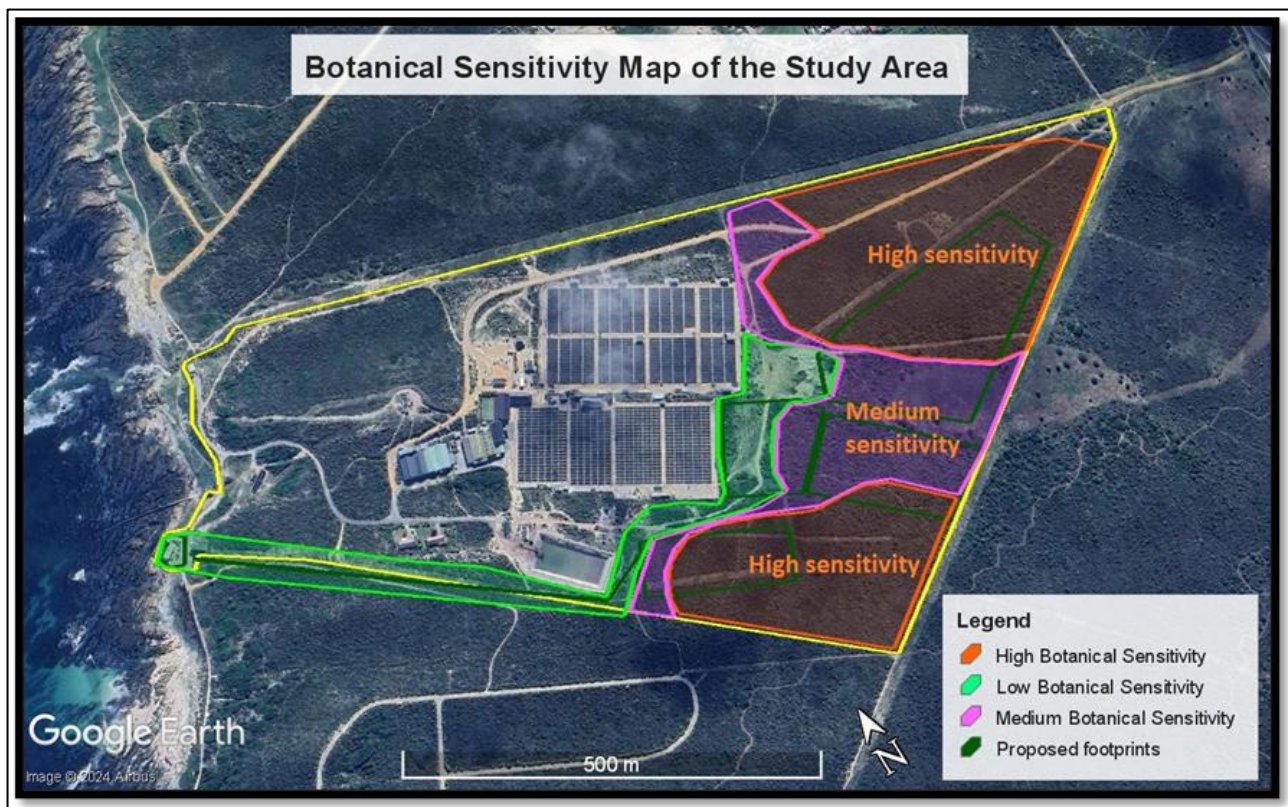 Botanical Sensitivity Map of the Study Area
High sensitivity
Medium
sensitivity
High sensitivity
Legend
High Botanical Sensitivity
Low Botanical Sensitivity
Medium Botanical Sensitivity
Proposed footprints
N
500 m
Google Earth
Image © 2024 Airbus